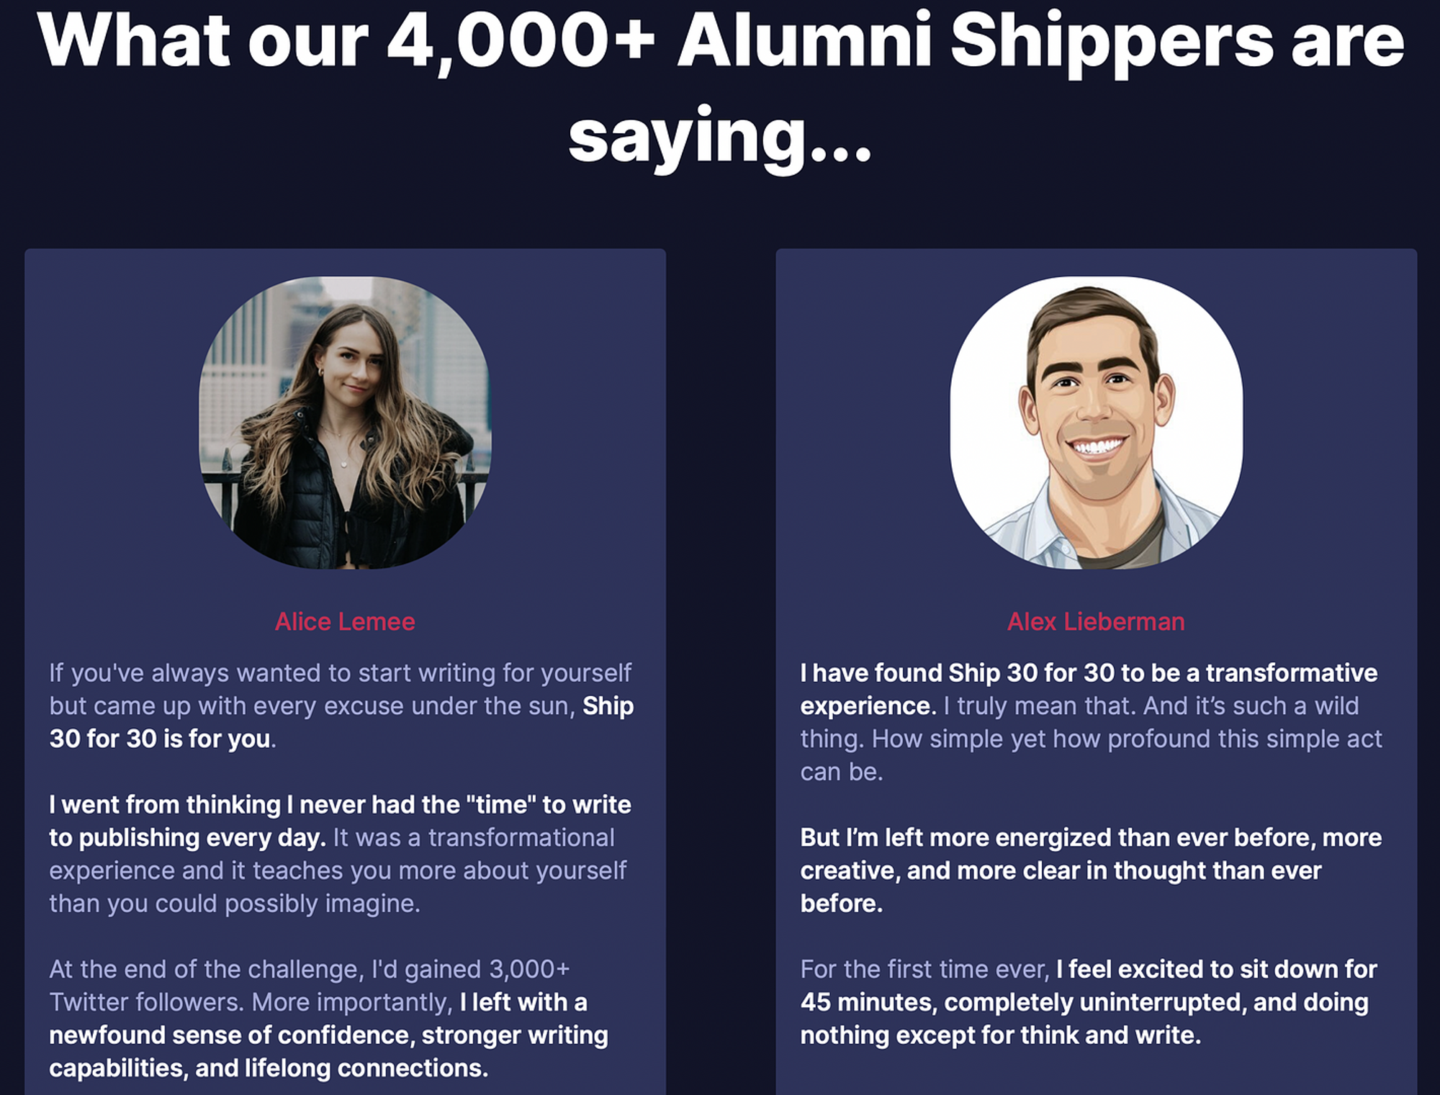 What our 4,000+ Alumni Shippers are
saying...
Alice Lemee
If you've always wanted to start writing for yourself
but came up with every excuse under the sun, Ship
30 for 30 is for you.
I went from thinking I never had the "time" to write
to publishing every day. It was a transformational
experience and it teaches you more about yourself
than you could possibly imagine.
At the end of the challenge, I'd gained 3,000+
Twitter followers. More importantly, I left with a
newfound sense of confidence, stronger writing
capabilities, and lifelong connections.
Alex Lieberman
I have found Ship 30 for 30 to be a transformative
experience. I truly mean that. And it’s such a wild
thing. How simple yet how profound this simple act
can be.
But I’m left more energized than ever before, more
creative, and more clear in thought than ever
before.
For the first time ever, I feel excited to sit down for
45 minutes, completely uninterrupted, and doing
nothing except for think and write.